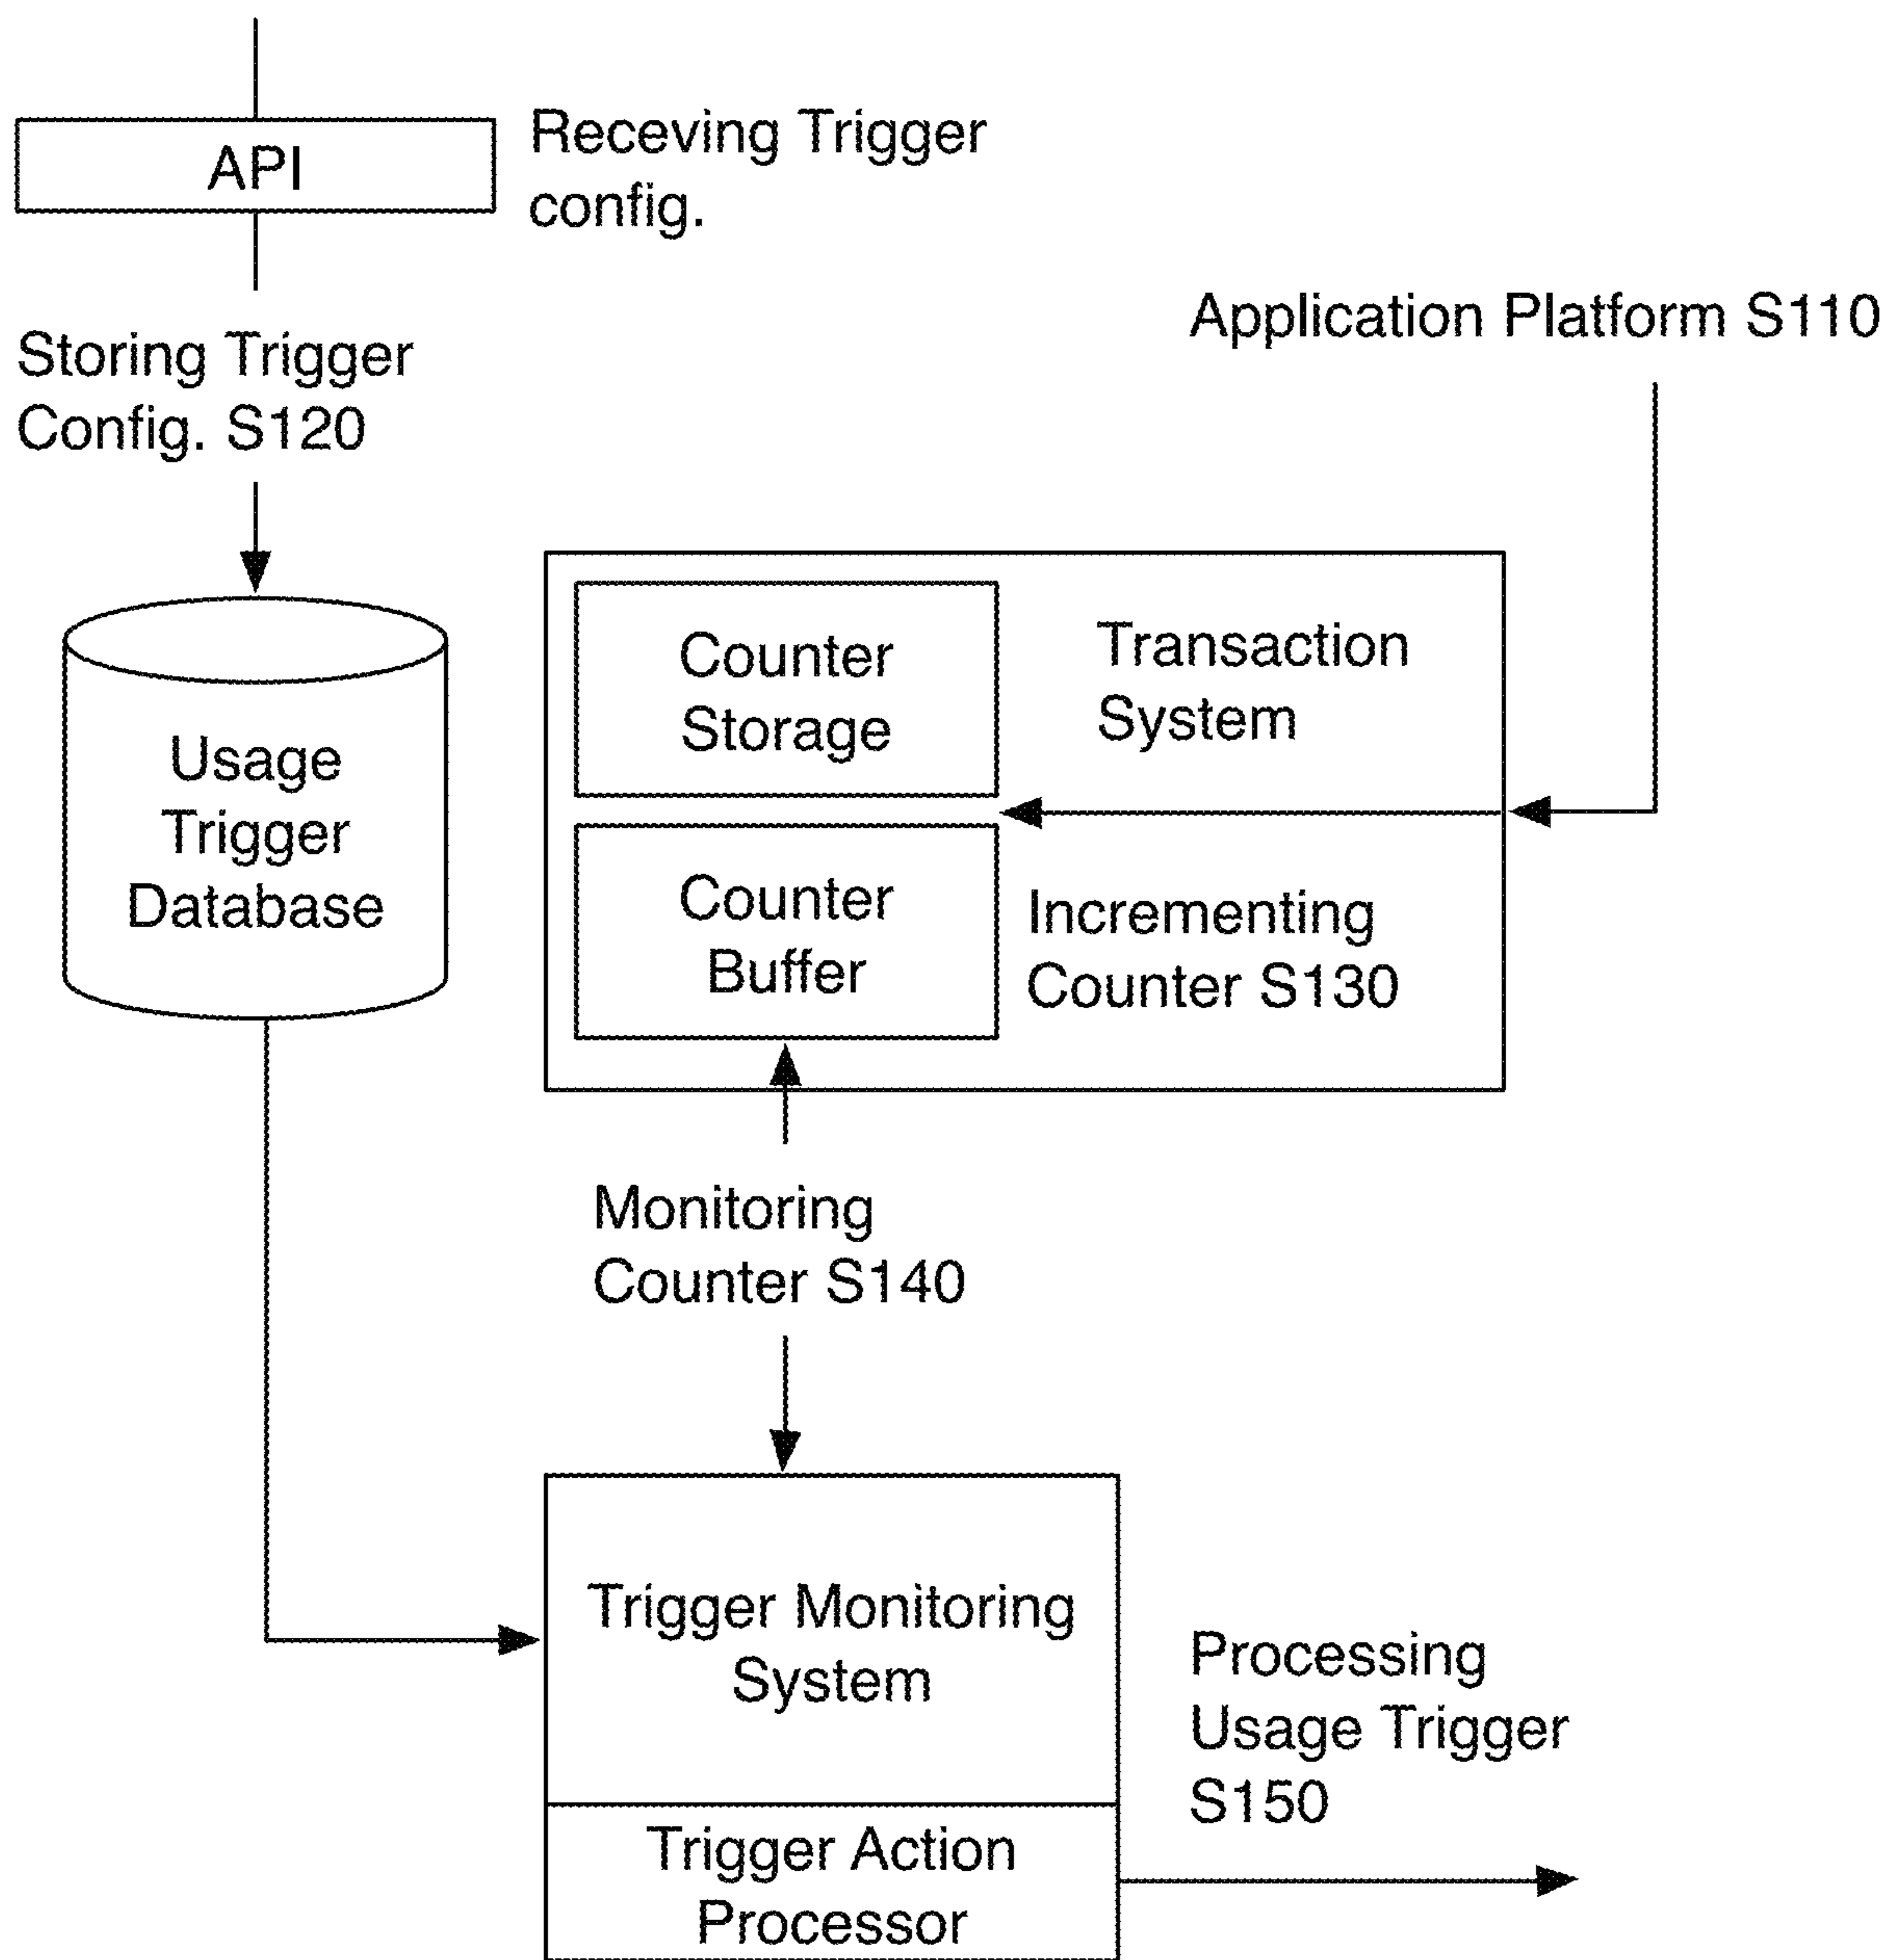 API
Receving Trigger
config.
Storing Trigger
Config. S120
Application Platform S110
Usage
Trigger
Database
Counter
Storage
Transaction
System
Counter
Buffer
Incrementing
Counter S130
Monitoring
Counter S140
Trigger Monitoring
System
Trigger Action
Processor
Processing
Usage Trigger
S150